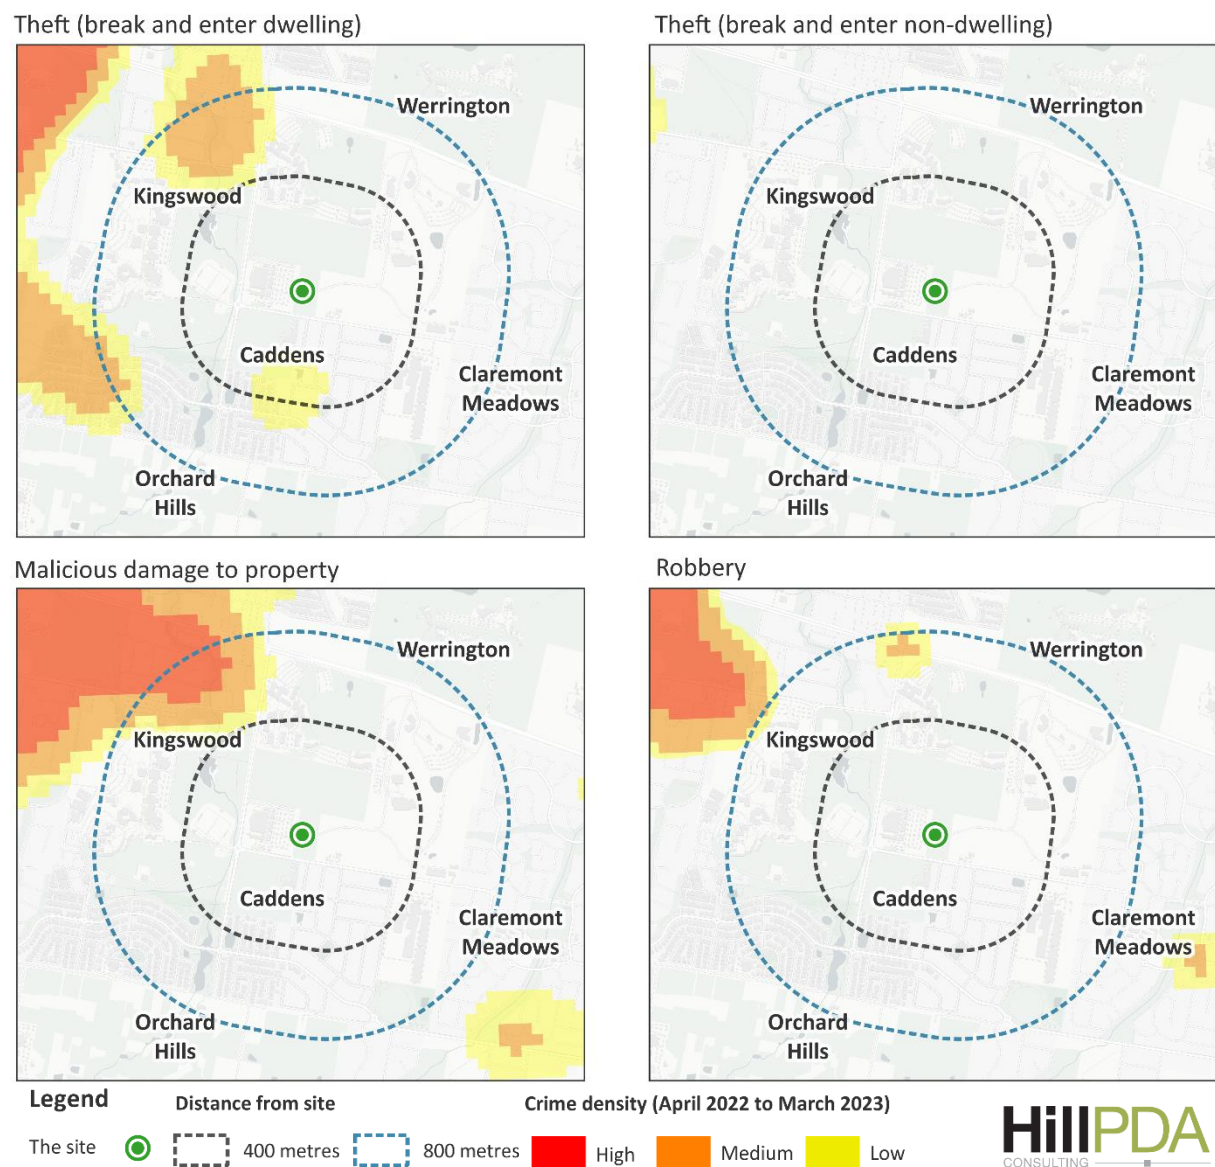 Theft (break and enter dwelling)
Werrington
Kingswood
Caddens
Claremont
Meadows
Orchard
Hills
Theft (break and enter non-dwelling)
Werrington
Kingswood
Caddens
Claremont
Meadows
Orchard
Hills
Malicious damage to property
Werrington
Kingswood
Caddens
Claremont
Meadows
Orchard
Hills
Robbery
Werrington
Kingswood
Caddens
Claremont
Meadows
Orchard
Hills
Legend
Distance from site
Crime density (April 2022 to March 2023)
The site
400 metres
800 metres
High
Medium
Low
HillPDA
CONSULTING